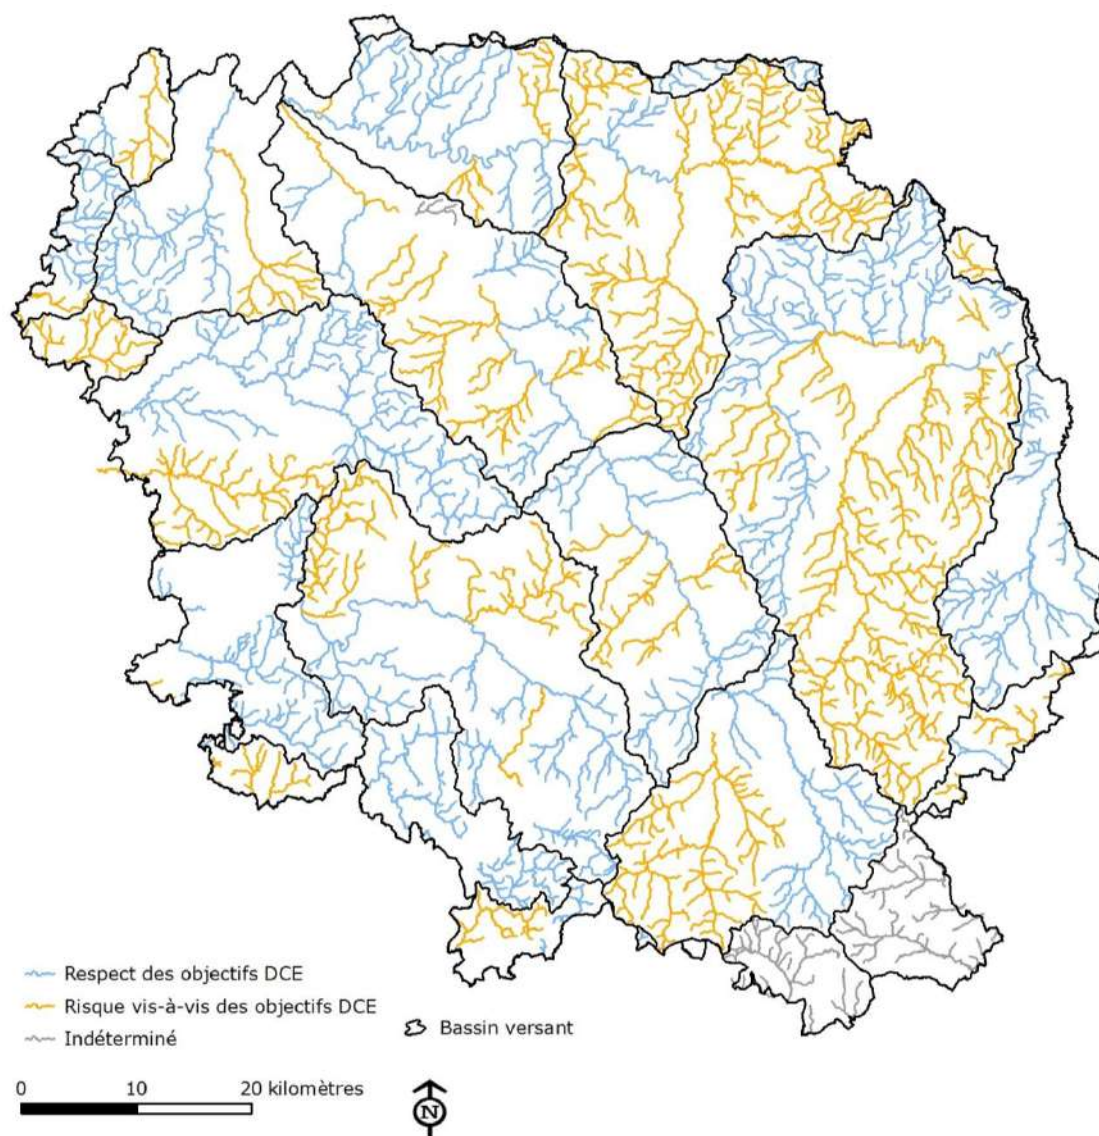 Respect des objectifs DCE
Risque vis-à-vis des objectifs DCE
Indéterminé
Bassin versant
0 10 20 kilomètres
N